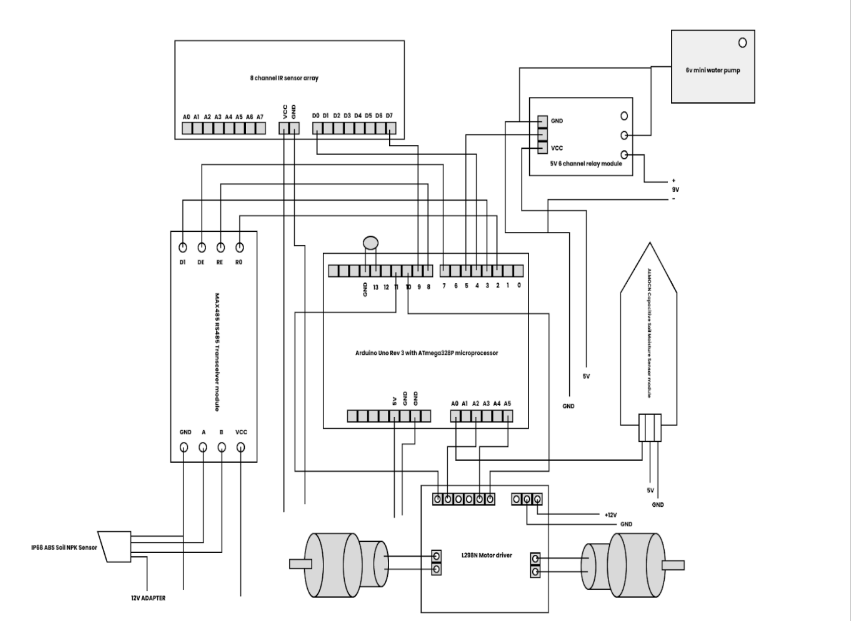 6v mini water pump
8 channel IR sensor array
VCC
GND
A0 A1 A2 A3 A4 A5 A6 A7
D0 D1 D2 D3 D4 D5 D6 D7
GND
VCC
5V 6 channel relay module
+
9V
-
D1 DE RE R0
MAX485 RS485 Transceiver module
GND A B VCC
GND 13 12 11 10 9 8 7 6 5 4 3 2 1 0
Arduino Uno Rev 3 with ATmega328P microprocessor
5V GND GND
A0 A1 A2 A3 A4 A5
5V
GND
Capacitive Soil Moisture Sensor module
5V
GND
+12V
GND
L298N Motor driver
IP68 ABS Soil NPK Sensor
12V ADAPTER